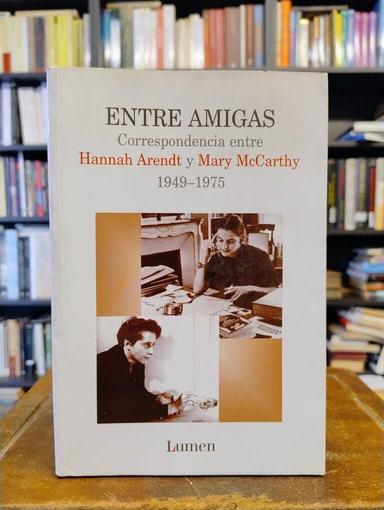 ENTRE AMIGAS
Correspondencia entre
Hannah Arendt y Mary McCarthy
1949–1975
Lumen